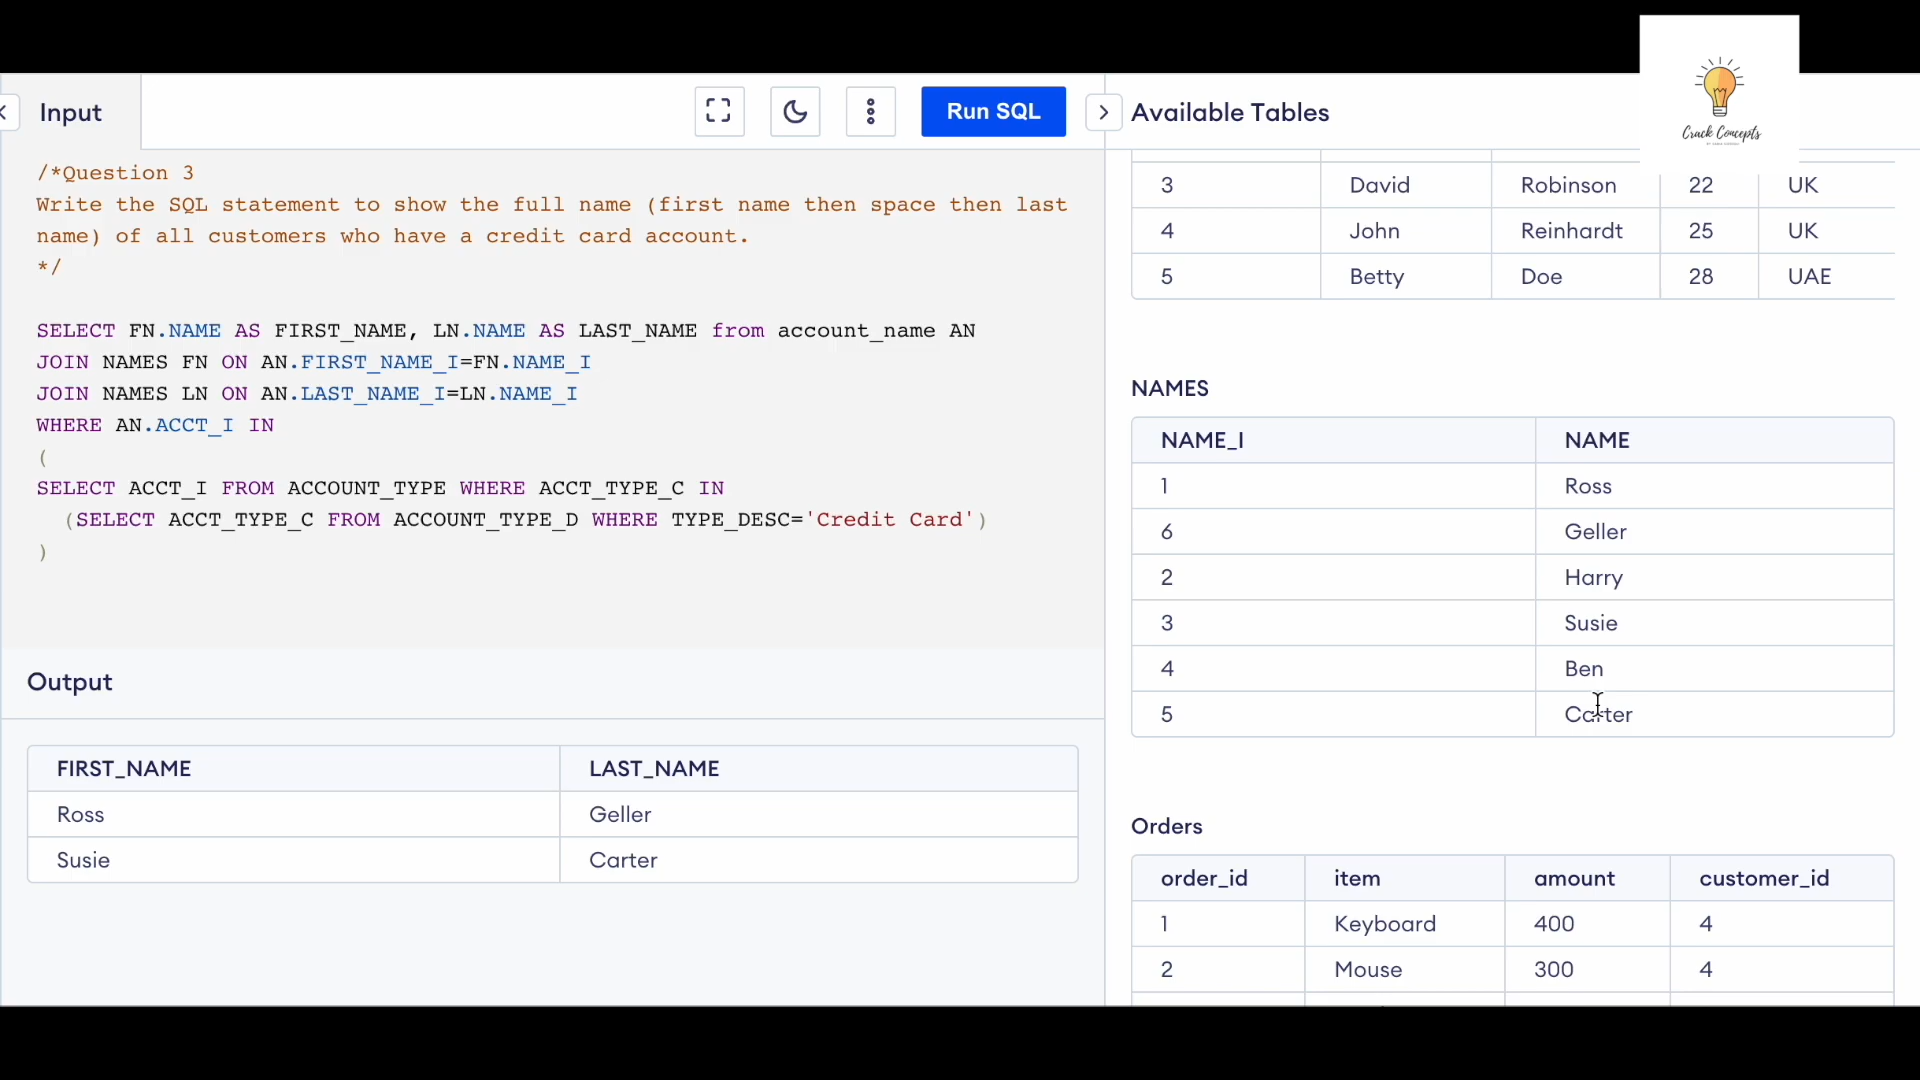 Input
Run SQL
/*Question 3
Write the SQL statement to show the full name (first name then space then last
name) of all customers who have a credit card account.
*/
SELECT FN.NAME AS FIRST_NAME, LN.NAME AS LAST_NAME from account_name AN
JOIN NAMES FN ON AN.FIRST_NAME_I=FN.NAME_I
JOIN NAMES LN ON AN.LAST_NAME_I=LN.NAME_I
WHERE AN.ACCT_I IN
(
SELECT ACCT_I FROM ACCOUNT_TYPE WHERE ACCT_TYPE_C IN
(SELECT ACCT_TYPE_C FROM ACCOUNT_TYPE_D WHERE TYPE_DESC='Credit Card')
)
Output
FIRST_NAME LAST_NAME
Ross Geller
Susie Carter
Available Tables
Crack Concepts
3 David Robinson 22 UK
4 John Reinhardt 25 UK
5 Betty Doe 28 UAE
NAMES
NAME_I NAME
1 Ross
6 Geller
2 Harry
3 Susie
4 Ben
5 Carter
Orders
order_id item amount customer_id
1 Keyboard 400 4
2 Mouse 300 4